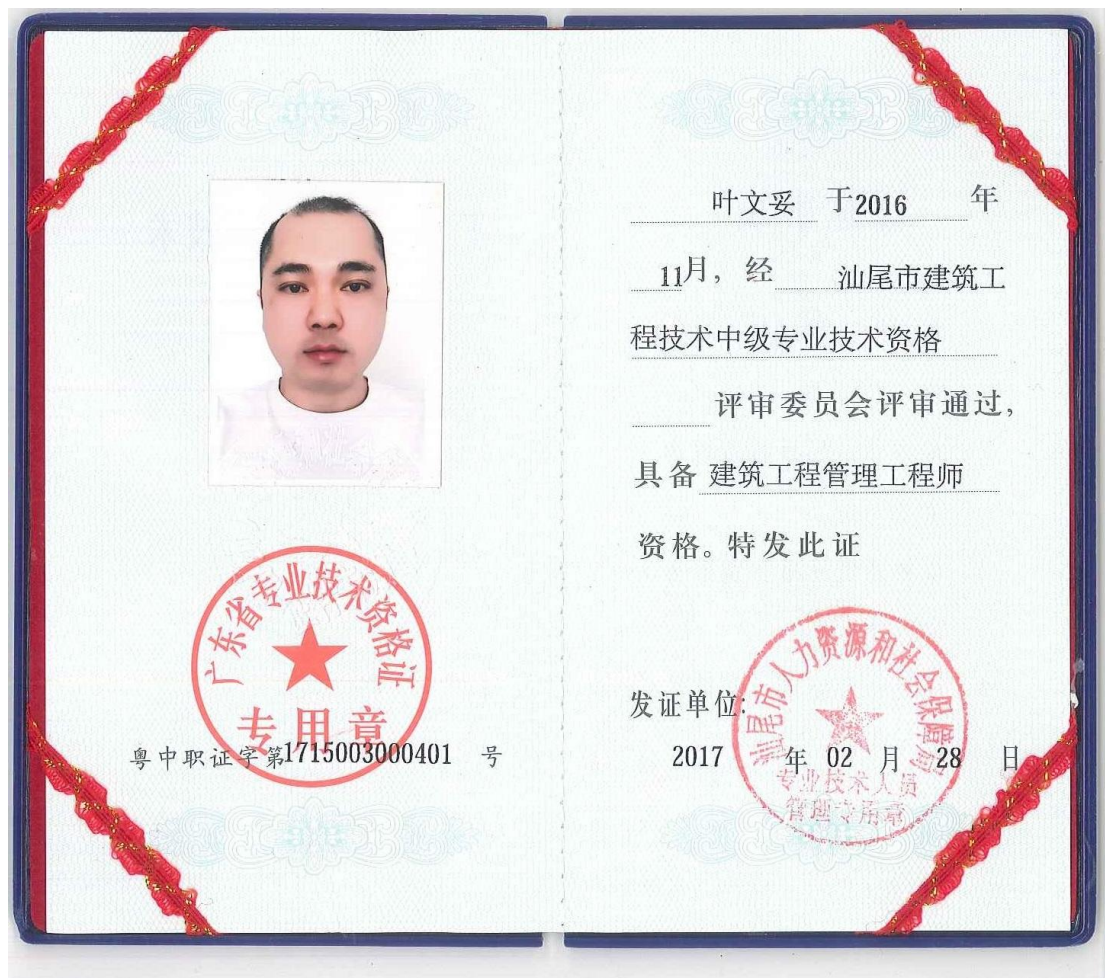 广东省专业技术资格证
专用章
粤中职证字第1715003000401 号
叶文妥 于2016 年
11月，经 汕尾市建筑工
程技术中级专业技术资格
评审委员会评审通过，
具备 建筑工程管理工程师
资格。特发此证
汕尾市人力资源和社会保障局
发证单位:
2017 年 02 月 28 日
专业技术人员
管理专用章